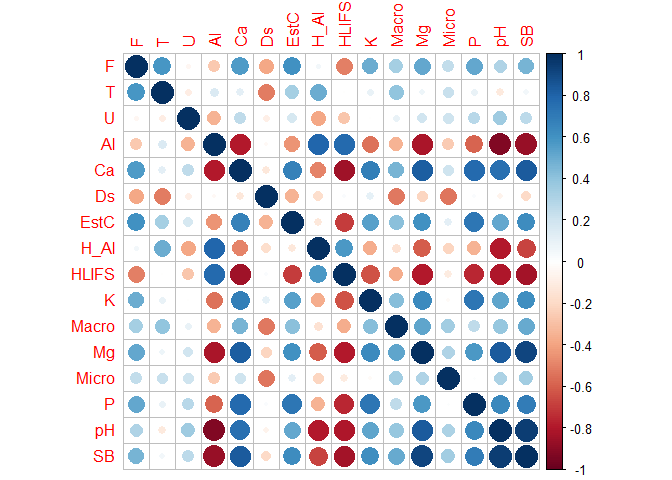 F T U Al Ca Ds EstC H_Al HLIFS K Macro Mg Micro P pH SB
F
T
U
Al
Ca
Ds
EstC
H_Al
HLIFS
K
Macro
Mg
Micro
P
pH
SB
1
0.8
0.6
0.4
0.2
0
-0.2
-0.4
-0.6
-0.8
-1